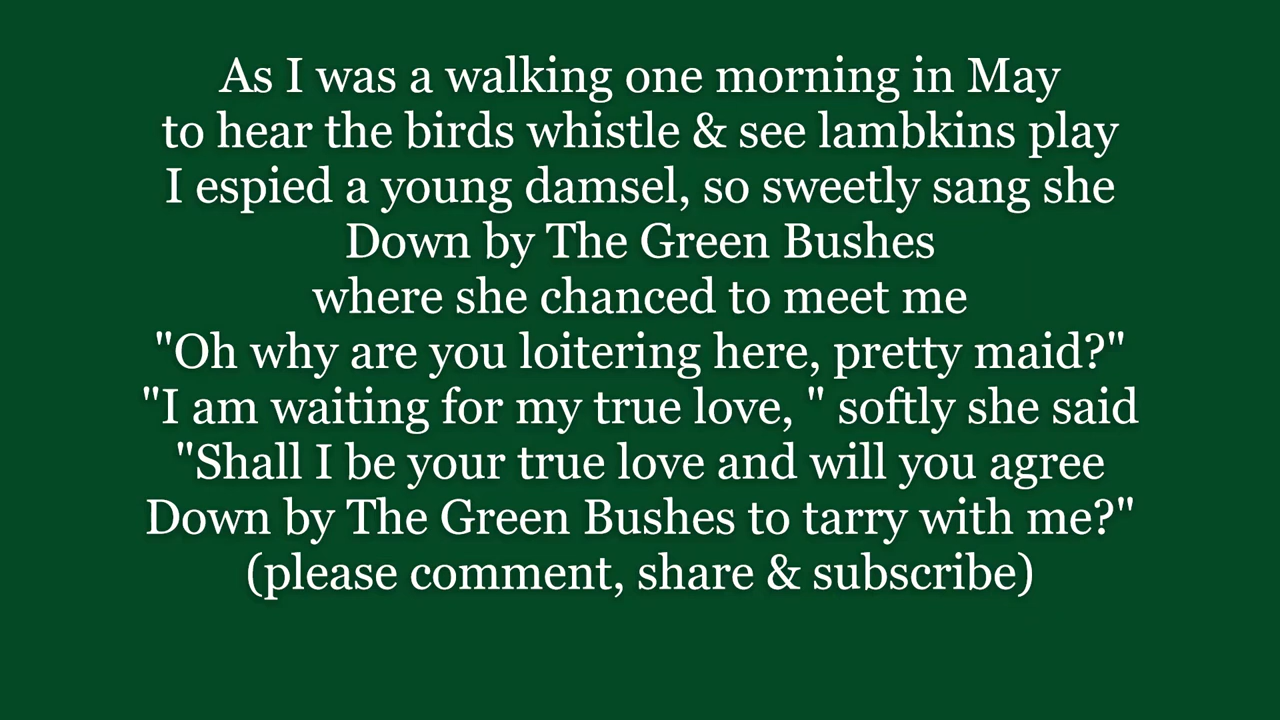 As I was a walking one morning in May
to hear the birds whistle & see lambkins play
I espied a young damsel, so sweetly sang she
Down by The Green Bushes
where she chanced to meet me
"Oh why are you loitering here, pretty maid?"
"I am waiting for my true love, " softly she said
"Shall I be your true love and will you agree
Down by The Green Bushes to tarry with me?"
(please comment, share & subscribe)